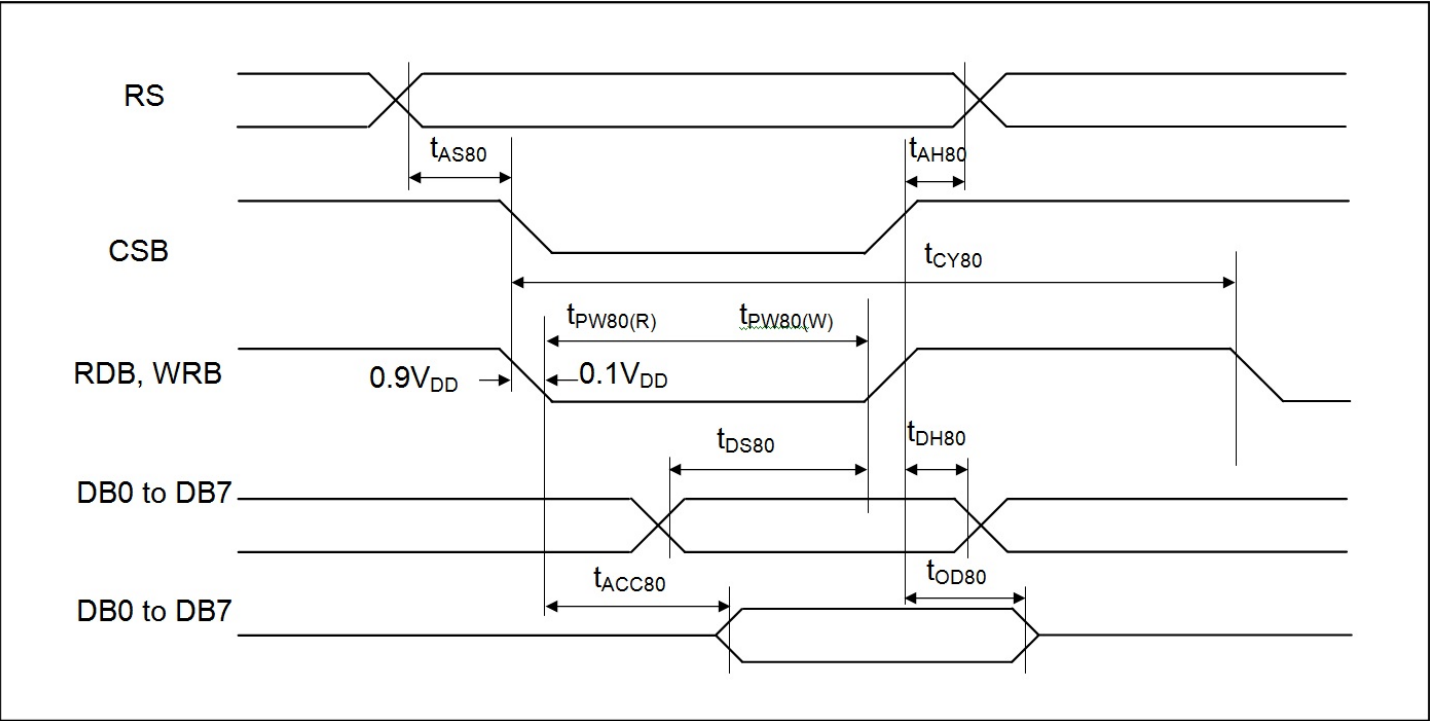 RS
tAS80 tAH80
CSB
tCY80
tPW80(R) tPW80(W)
RDB, WRB 0.9VDD 0.1VDD
tDS80 tDH80
DB0 to DB7
tACC80 tOD80
DB0 to DB7